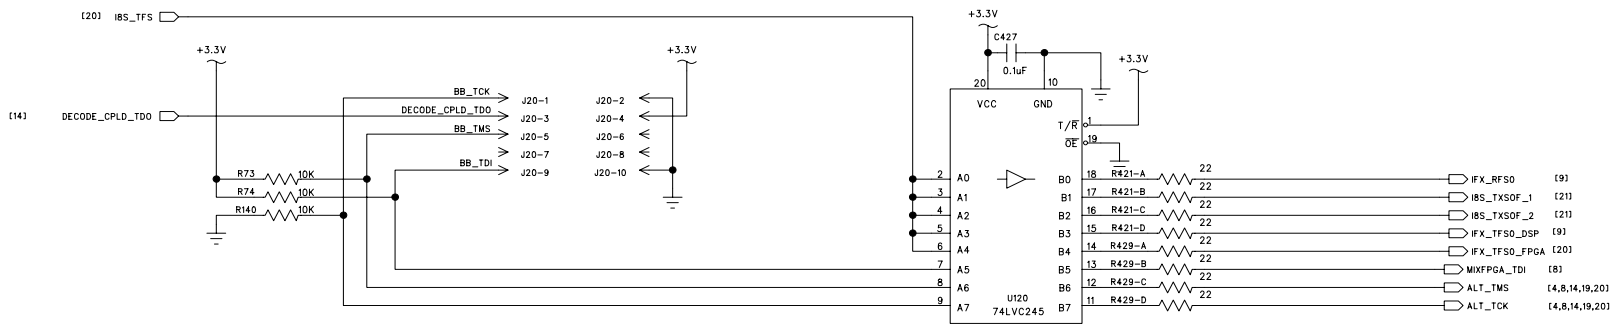 [20] I8S_TFS
+3.3V
C427
0.1uF
+3.3V
+3.3V
+3.3V
20
10
VCC
GND
BB_TCK
J20-1
J20-2
[14] DECODE_CPLD_TDO
DECODE_CPLD_TDO
J20-3
J20-4
T/R
1
BB_TMS
J20-5
J20-6
OE
19
J20-7
J20-8
BB_TDI
J20-9
J20-10
R73
10K
2
A0
B0
18
R421-A
22
IFX_RFS0
[9]
R74
10K
3
A1
B1
17
R421-B
22
I8S_TXSOF_1
[21]
R140
10K
4
A2
B2
16
R421-C
22
I8S_TXSOF_2
[21]
5
A3
B3
15
R421-D
22
IFX_TFS0_DSP
[9]
6
A4
B4
14
R429-A
22
IFX_TFS0_FPGA
[20]
7
A5
B5
13
R429-B
22
MIXFPGA_TDI
[8]
8
A6
B6
12
R429-C
22
ALT_TMS
[4,8,14,19,20]
9
A7
B7
11
R429-D
22
ALT_TCK
[4,8,14,19,20]
U120
74LVC245